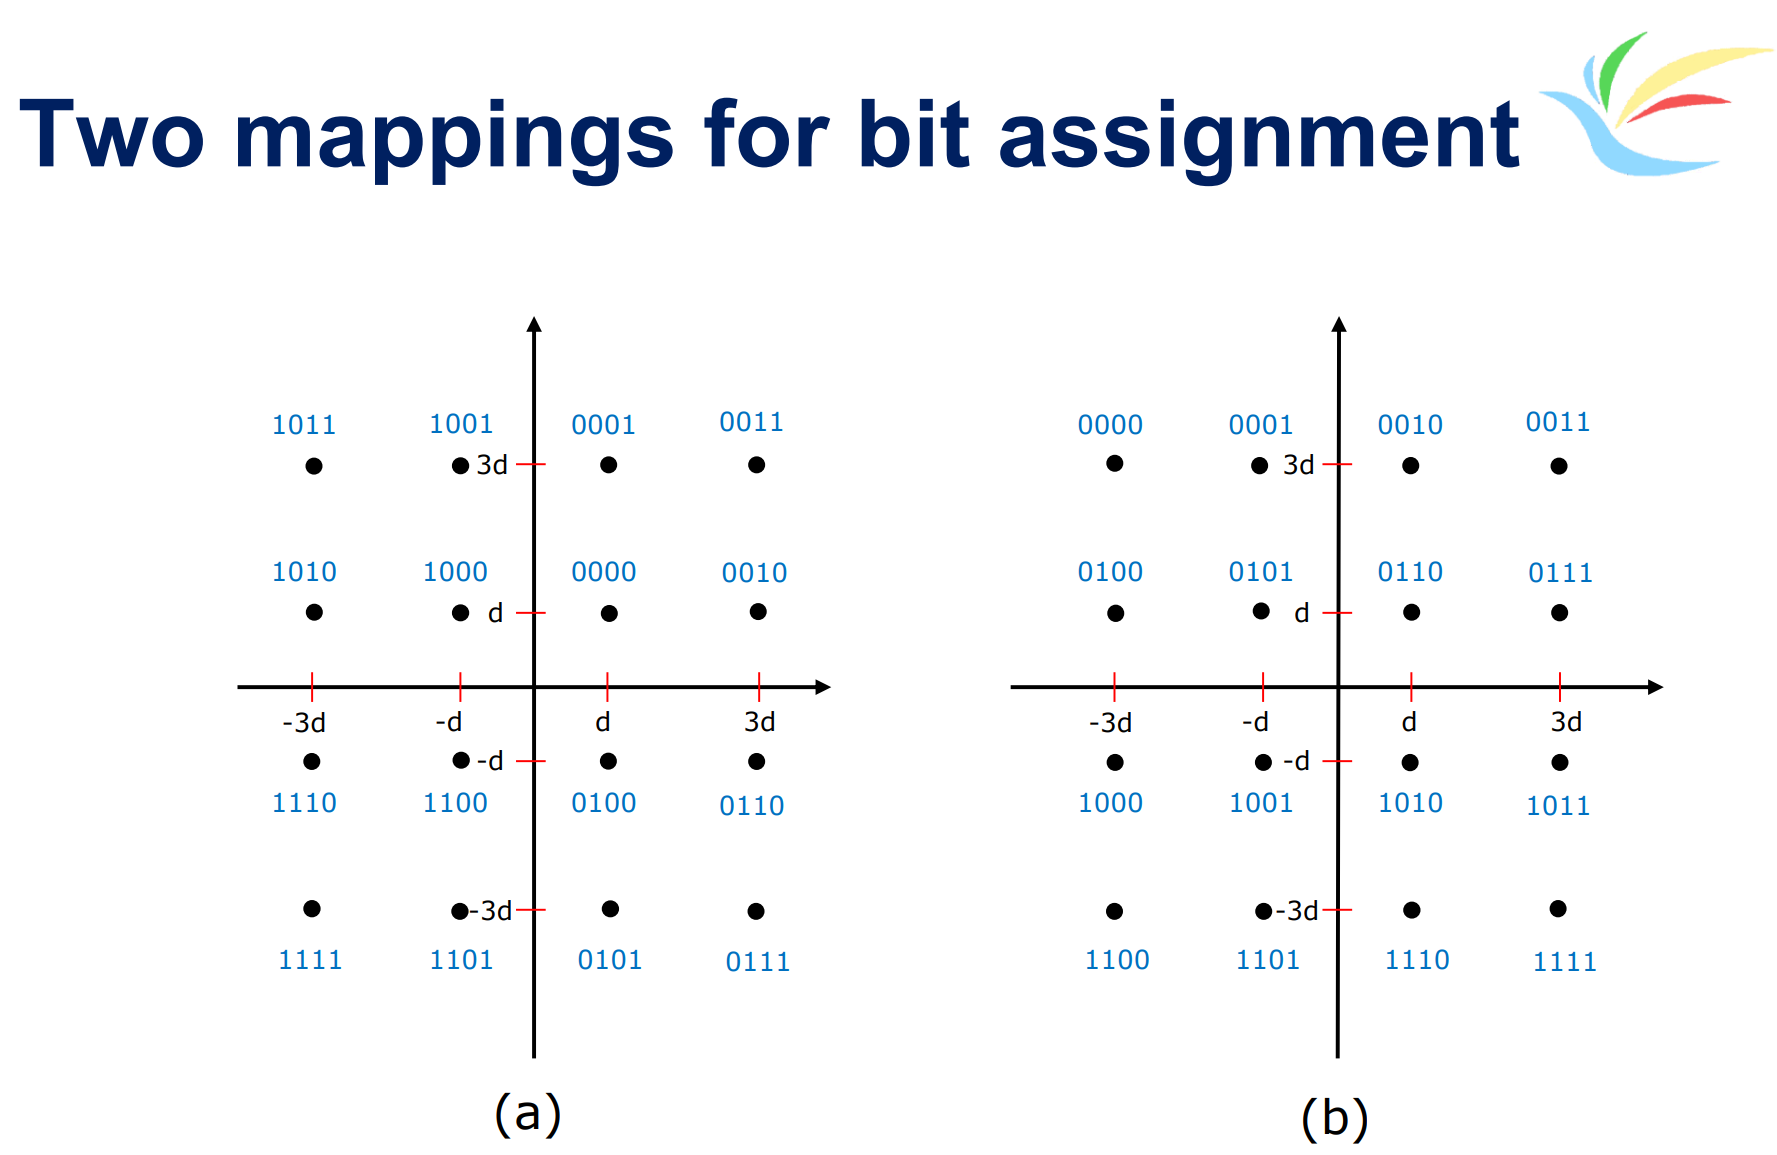 Two mappings for bit assignment
1011 1001 0001 0011
3d
1010 1000 0000 0010
d
-3d -d d 3d
-d
1110 1100 0100 0110
-3d
1111 1101 0101 0111
(a)
0000 0001 0010 0011
3d
0100 0101 0110 0111
d
-3d -d d 3d
-d
1000 1001 1010 1011
-3d
1100 1101 1110 1111
(b)